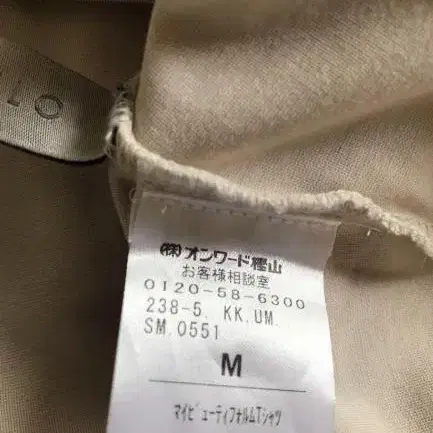 ㈱オンワード樫山
お客様相談室
0120-58-6300
238-5. KK.UM.
SM.0551
M
マイビューティフォルムTシャツ